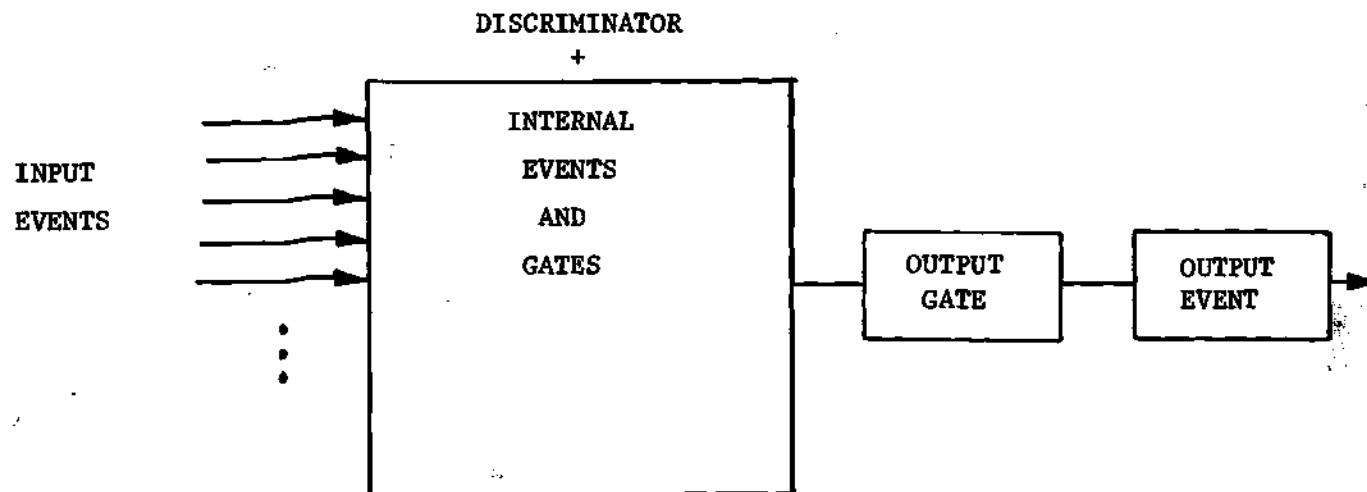 DISCRIMINATOR
+
INTERNAL
EVENTS
AND
GATES
INPUT
EVENTS
OUTPUT
GATE
OUTPUT
EVENT